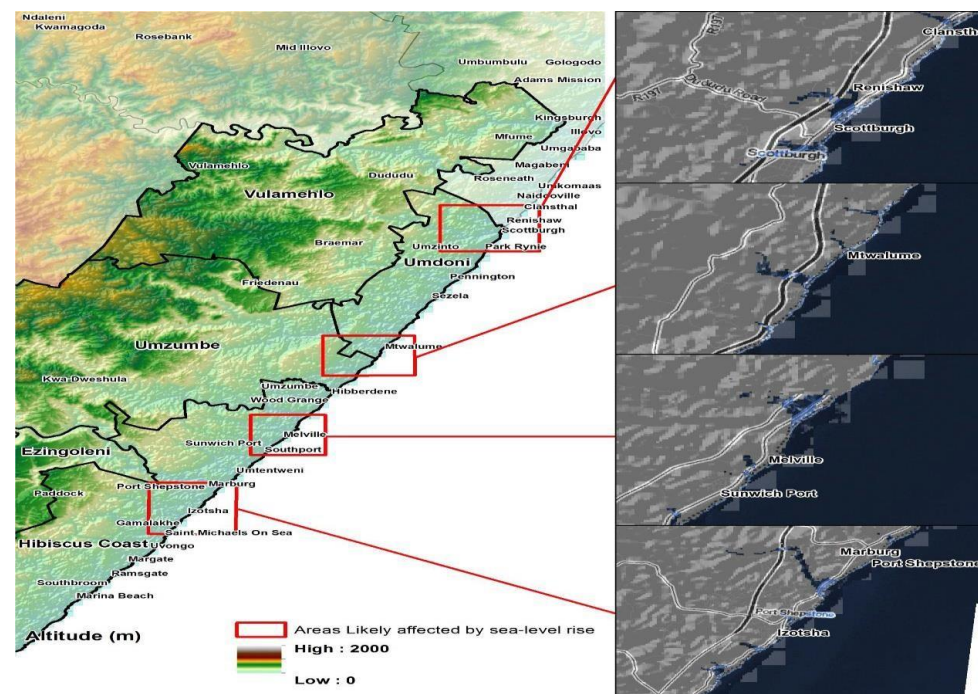 Ndaleni
Kwamagoda
Rosebank
Mid Illovo
Umbumbulu
Gologodo
Adams Mission
Kingsburgh
Illovo
Mfume
Umgababa
Vulamehlo
Dududu
Magabeni
Roseneath
Umkomaas
Vulamehlo
Naidooville
Clansthal
Renishaw
Scottburgh
Braemar
Umzinto
Park Rynie
Umdoni
Friedenau
Pennington
Sezela
Umzumbe
Mtwalume
Kwa-Dweshula
Umzumbe
Hibberdene
Wood Grange
Melville
Sunwich Port
Southport
Ezingoleni
Umtentweni
Paddock
Port Shepstone
Marburg
Izotsha
Gamalakhe
Saint Michaels On Sea
Hibiscus Coast
Uvongo
Margate
Ramsgate
Southbroom
Marina Beach
Altitude (m)
Areas Likely affected by sea-level rise
High : 2000
Low : 0
Clansth
R197
Renishaw
Scottburgh
Scottburgh
Mtwalume
Melville
Sunwich Port
Marburg
Port Shepstone
Port Shepstone
Izotsha